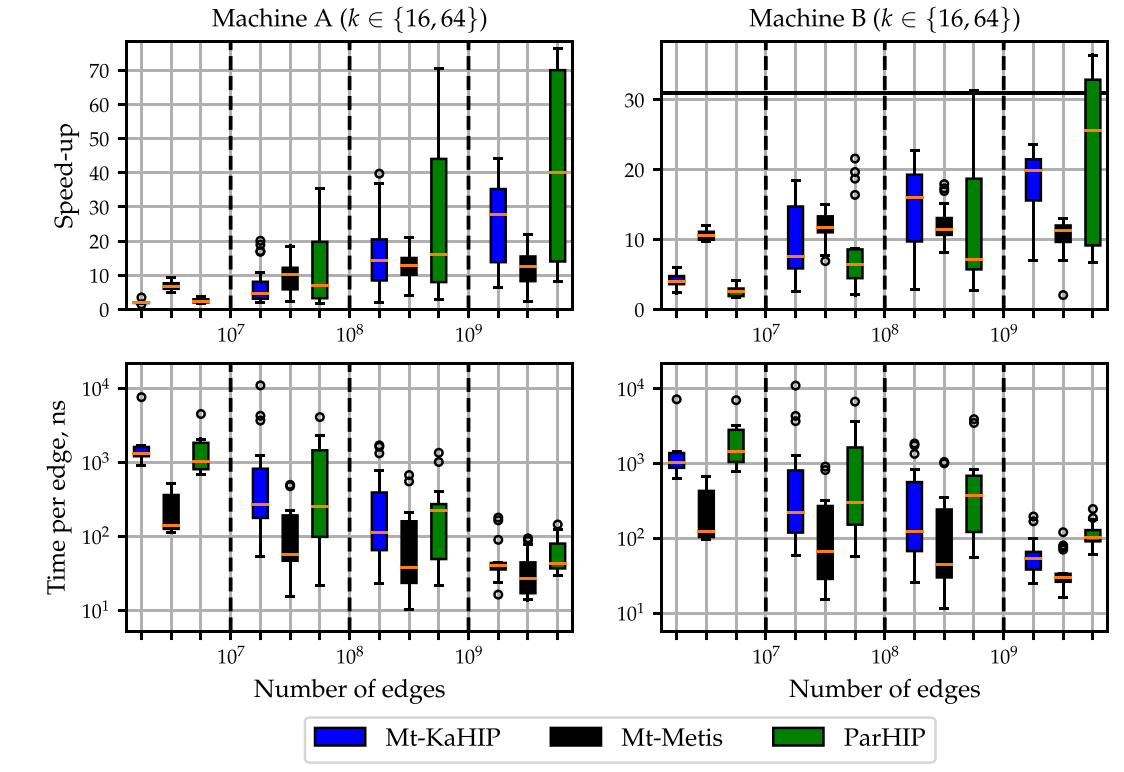 Machine A (k ∈ {16, 64})
Machine B (k ∈ {16, 64})
Speed-up
70
60
50
40
30
20
10
0
10⁷ 10⁸ 10⁹
30
20
10
0
10⁷ 10⁸ 10⁹
Time per edge, ns
10⁴
10³
10²
10¹
10⁷ 10⁸ 10⁹
Number of edges
10⁴
10³
10²
10¹
10⁷ 10⁸ 10⁹
Number of edges
Mt-KaHIP Mt-Metis ParHIP